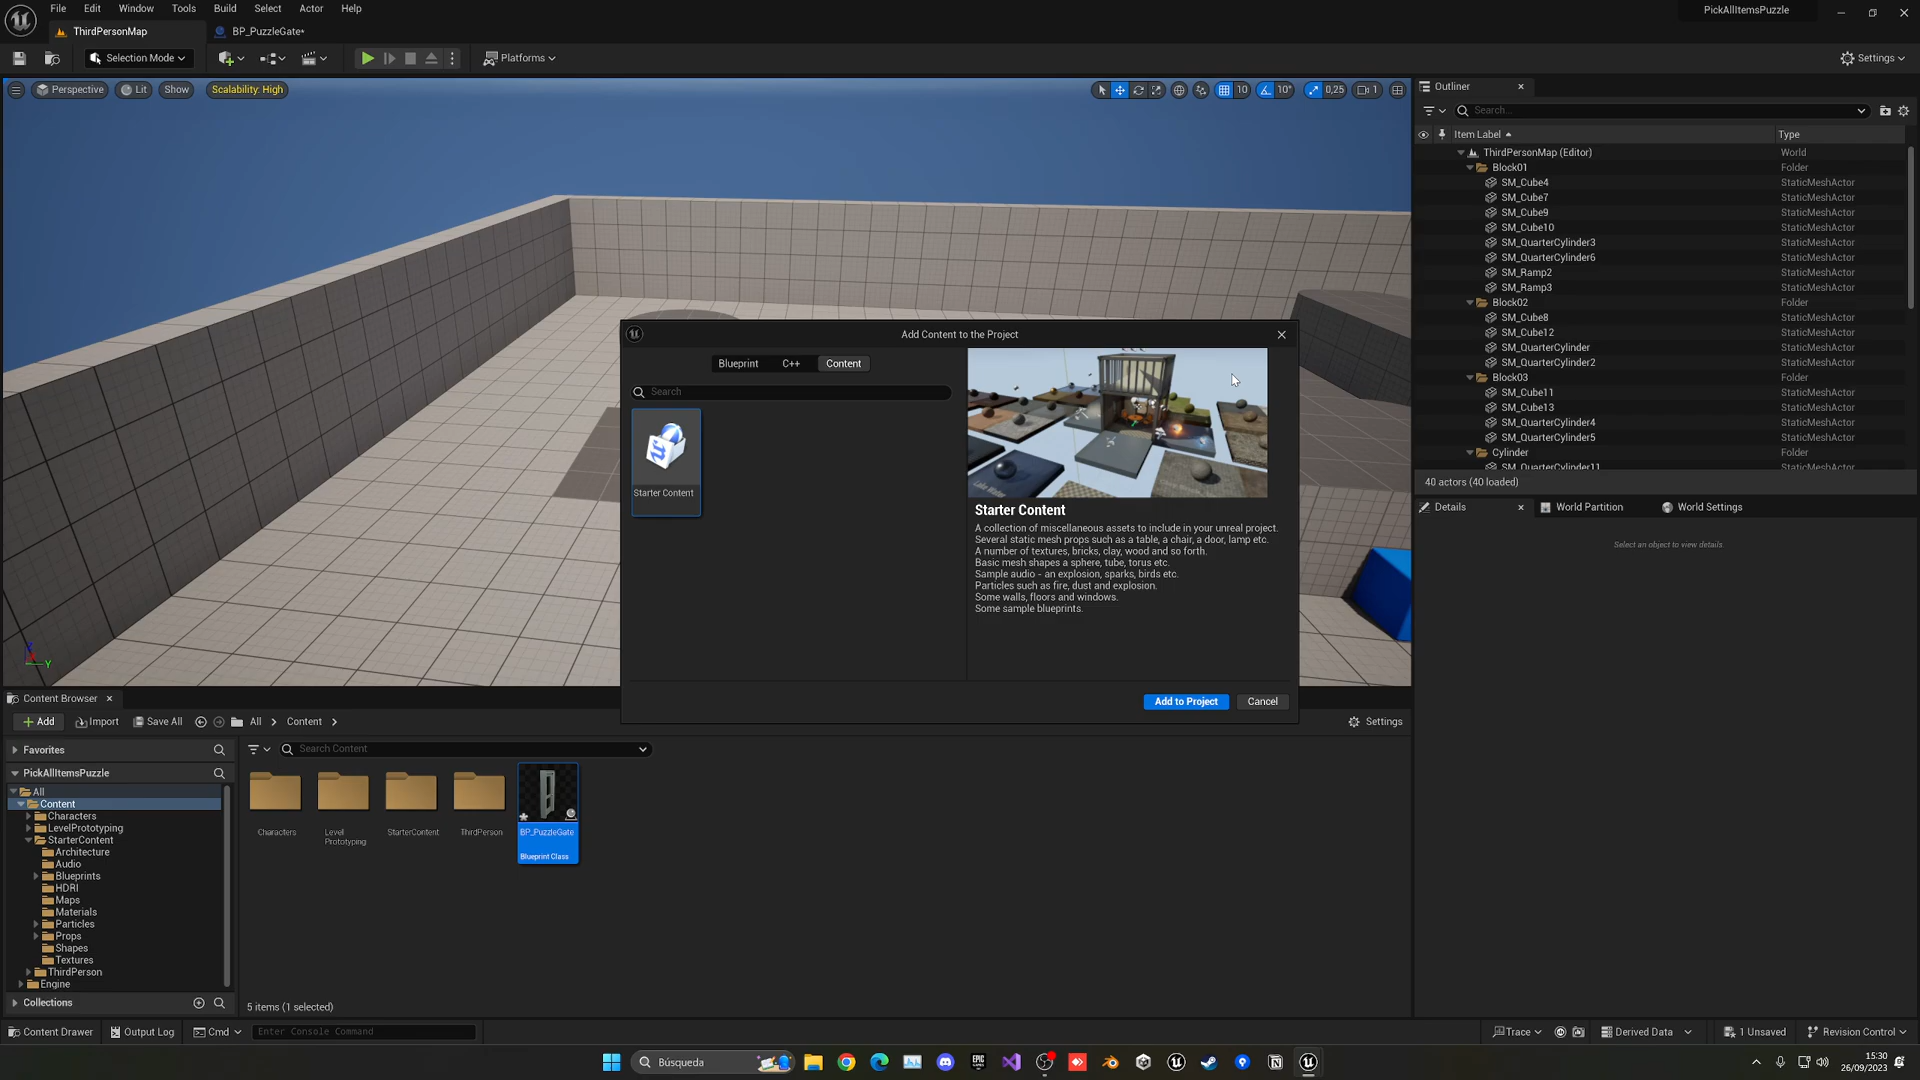 File Edit Window Tools Build Select Actor Help
PickAllItemsPuzzle
ThirdPersonMap
BP_PuzzleGate*
Selection Mode
Platforms
Settings
Perspective
Lit
Show
Scalability: High
10
10°
0,25
1
Outliner
Search...
Item Label
Type
ThirdPersonMap (Editor) World
Block01 Folder
SM_Cube4 StaticMeshActor
SM_Cube7 StaticMeshActor
SM_Cube9 StaticMeshActor
SM_Cube10 StaticMeshActor
SM_QuarterCylinder3 StaticMeshActor
SM_QuarterCylinder6 StaticMeshActor
SM_Ramp2 StaticMeshActor
SM_Ramp3 StaticMeshActor
Block02 Folder
SM_Cube8 StaticMeshActor
SM_Cube12 StaticMeshActor
SM_QuarterCylinder StaticMeshActor
SM_QuarterCylinder2 StaticMeshActor
Block03 Folder
SM_Cube11 StaticMeshActor
SM_Cube13 StaticMeshActor
SM_QuarterCylinder4 StaticMeshActor
SM_QuarterCylinder5 StaticMeshActor
Cylinder Folder
SM_QuarterCylinder11 StaticMeshActor
40 actors (40 loaded)
Details
World Partition
World Settings
Select an object to view details.
Add Content to the Project
Blueprint
C++
Content
Search
Starter Content
Starter Content
A collection of miscellaneous assets to include in your unreal project.
Several static mesh props such as a table, a chair, a door, lamp etc.
A number of textures, bricks, clay, wood and so forth.
Basic mesh shapes a sphere, tube, torus etc.
Sample audio - an explosion, sparks, birds etc.
Particles such as fire, dust and explosion.
Some walls, floors and windows.
Some sample blueprints.
Add to Project
Cancel
Content Browser
Add
Import
Save All
All
Content
Settings
Favorites
PickAllItemsPuzzle
All
Content
Characters
LevelPrototyping
StarterContent
Architecture
Audio
Blueprints
HDRI
Maps
Materials
Particles
Props
Shapes
Textures
ThirdPerson
Engine
Collections
Search Content
Characters
Level
Prototyping
StarterContent
ThirdPerson
BP_PuzzleGate
Blueprint Class
5 items (1 selected)
Content Drawer
Output Log
Cmd
Enter Console Command
Trace
Derived Data
1 Unsaved
Revision Control
Búsqueda
EPIC
15:30
26/09/2023